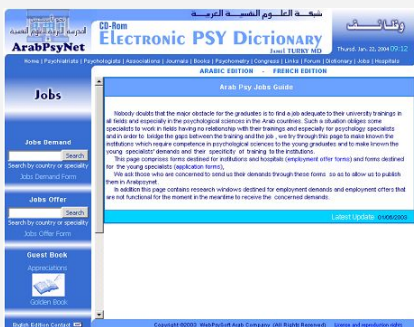 شبكة العلوم النفسية العربية
وظائف
CD-Rom
ELECTRONIC PSY DICTIONARY
Jamel TURKY MD
ArabPsyNet
Thursd. Jan. 22, 2004 09:12
Home | Psychiatrists | Psychologists | Associations | Journals | Books | Psychometry | Congress | Links | Forum | Dictionary | Jobs | Hospitals
ARABIC EDITION - FRENCH EDITION
Jobs
Jobs Demand
Search
Search by country or speciality
Jobs Demand Form
Jobs Offer
Search
Search by country or speciality
Jobs Offer Form
Guest Book
Appreciations
Golden Book
English Edition Contact
Arab Psy Jobs Guide
Nobody doubts that the major obstacle for the graduates is to find a job adequate to their university trainings in
all fields and especially in the psychological sciences in the Arab countries. Such a situation obliges some
specialists to work in fields having no relationship with their trainings and especially for psychology specialists
and in order to bridge the gaps between the training and the job , we try through this page to make known the
institutions which require competence in psychological sciences to the young graduates and to make known the
young specialists' demands and their specificity of training to the institutions.
This page comprises forms destined for institutions and hospitals (employment offer forms) and forms destined
for the young specialists (application forms),
We ask those who are concerned to send us their demands through these forms so as to allow us to publish
them in Arabpsynet.
In addition this page contains research windows destined for employment demands and employment offers that
are not functional for the moment in the meantime to receive the concerned demands.
Latest Update 01/06/2003
Copyright ©2003 WebPsySoft Arab Company (All Rights Reserved) License and reproduction rights